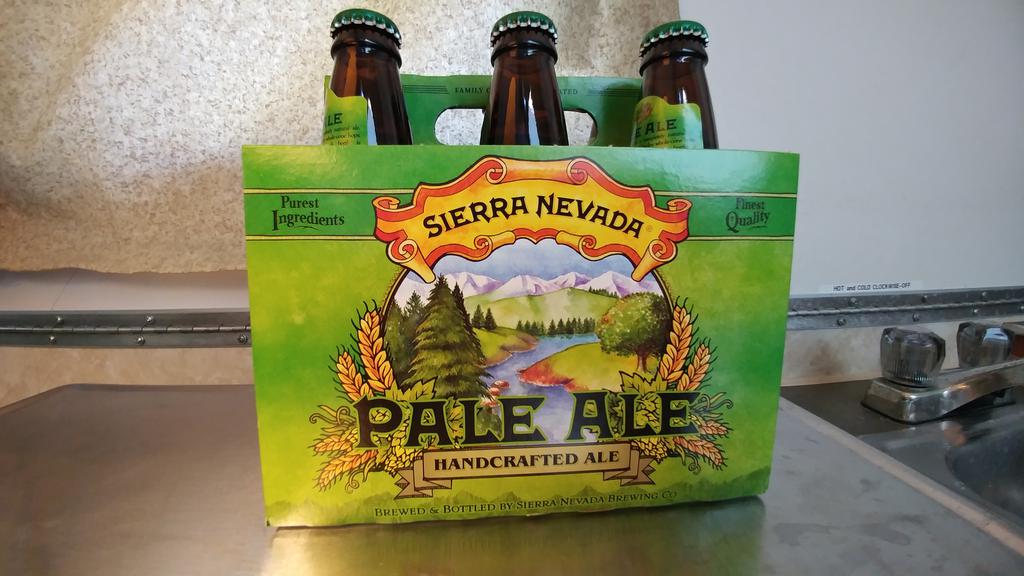 FAMILY
LE
E ALE
Purest
Ingredients
SIERRA NEVADA
Finest
Quality
HOT and COLD CLOCKWISE-OFF
PALE ALE
HANDCRAFTED ALE
BREWED & BOTTLED BY SIERRA NEVADA BREWING CO